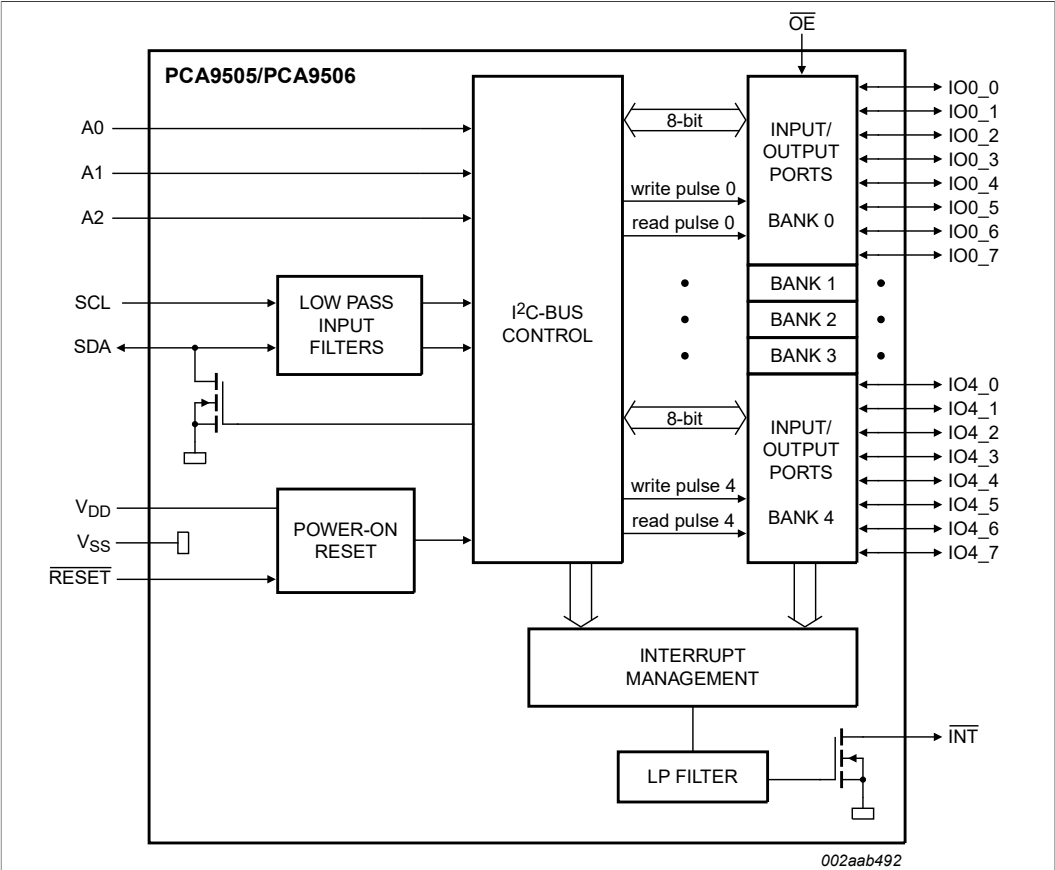 OE
PCA9505/PCA9506
A0
A1
A2
SCL
SDA
LOW PASS
INPUT
FILTERS
VDD
VSS
RESET
POWER-ON
RESET
I2C-BUS
CONTROL
8-bit
write pulse 0
read pulse 0
8-bit
write pulse 4
read pulse 4
INPUT/
OUTPUT
PORTS
BANK 0
BANK 1
BANK 2
BANK 3
INPUT/
OUTPUT
PORTS
BANK 4
IO0_0
IO0_1
IO0_2
IO0_3
IO0_4
IO0_5
IO0_6
IO0_7
IO4_0
IO4_1
IO4_2
IO4_3
IO4_4
IO4_5
IO4_6
IO4_7
INTERRUPT
MANAGEMENT
LP FILTER
INT
002aab492